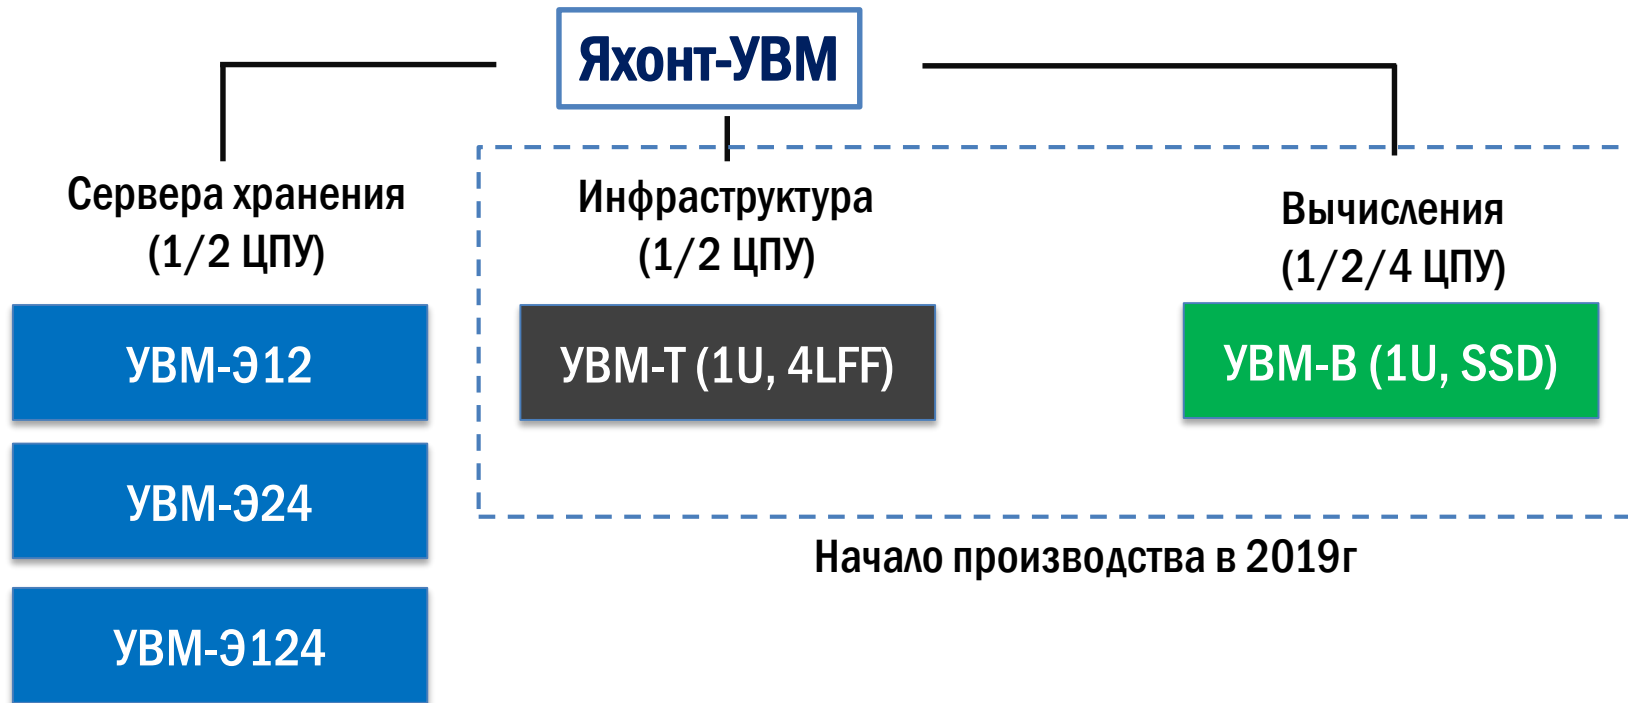 Яхонт-УВМ
Сервера хранения
(1/2 ЦПУ)
УВМ-Э12
УВМ-Э24
УВМ-Э124
Инфраструктура
(1/2 ЦПУ)
УВМ-Т (1U, 4LFF)
Вычисления
(1/2/4 ЦПУ)
УВМ-В (1U, SSD)
Начало производства в 2019г